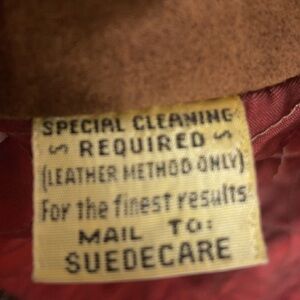 SPECIAL CLEANING
~ REQUIRED ~
(LEATHER METHOD ONLY)
For the finest results
MAIL TO:
SUEDECARE